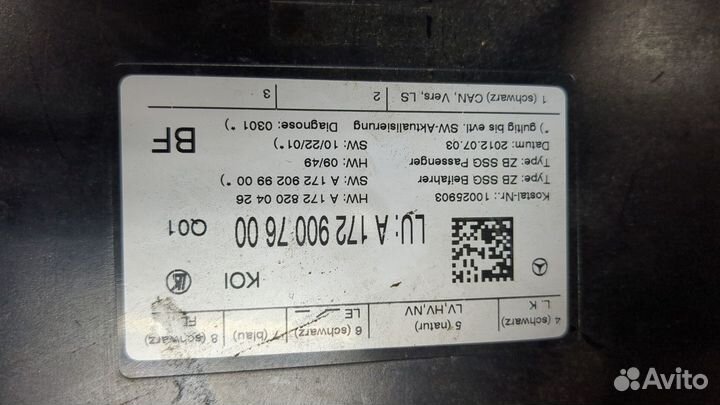 4 (schwarz)
L, K
5 (natur)
LV,HV,NV
6 (schwarz)
LE
7 (blau)
8 (schwarz)
FL
KOI
LU: A 172 900 76 00
Q01
Kostal-Nr.: 10025903
HW: A 172 820 04 26
Type: ZB SSG Beifahrer
SW: A 172 902 99 00 *)
Type: ZB SSG Passenger
HW: 09/49
Datum: 2012.07.03
SW: 10/22/01 *)
*) gültig bis evtl. SW-Aktualisierung
Diagnose: 0301 *)
BF
1 (schwarz) CAN, Vers, LS
2
3
Avito